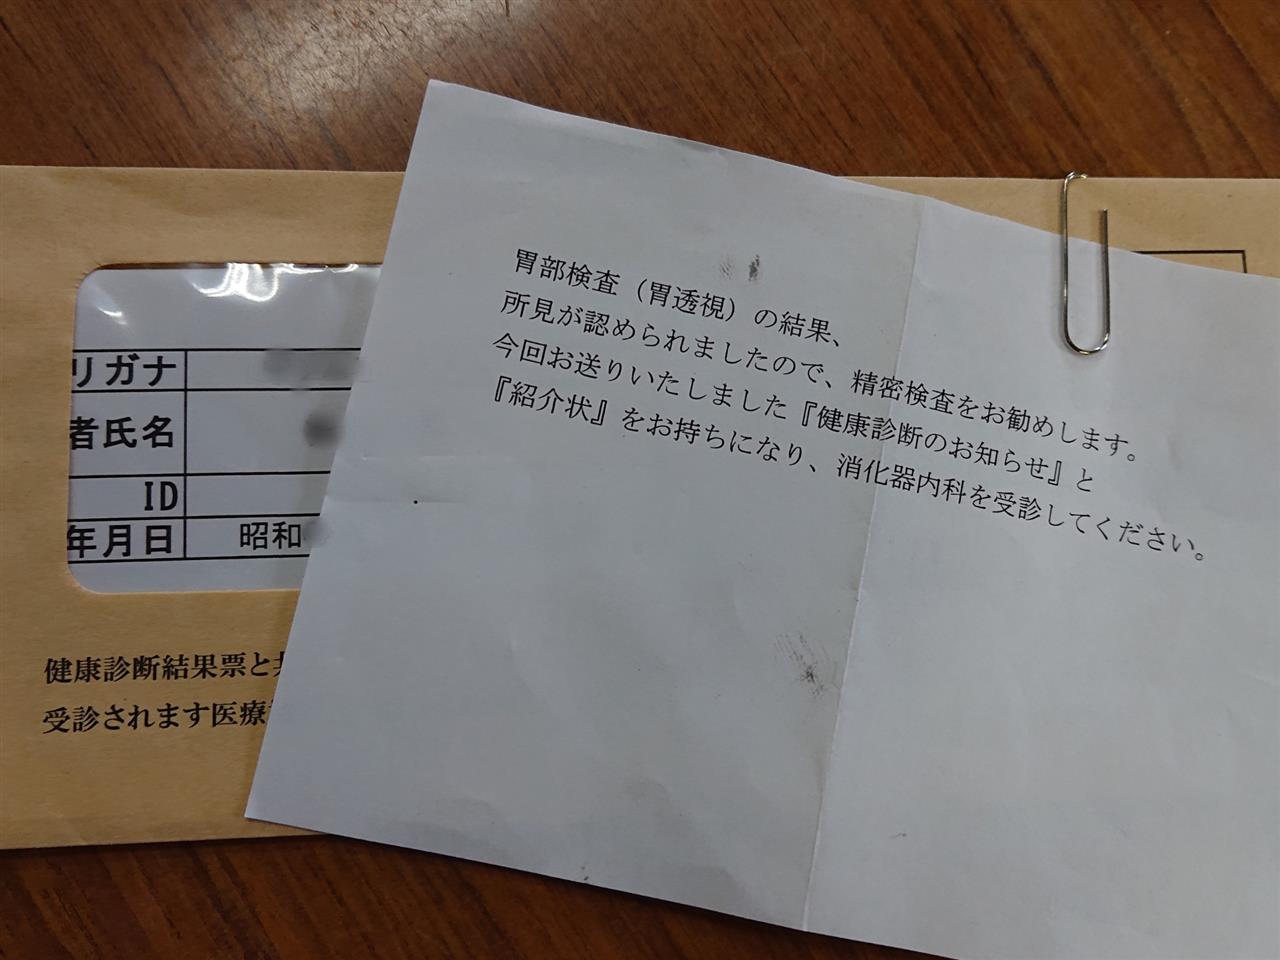 胃部検査（胃透視）の結果、
所見が認められましたので、精密検査をお勧めします。
今回お送りいたしました『健康診断のお知らせ』と
『紹介状』をお持ちになり、消化器内科を受診してください。
リガナ
者氏名
ID
年月日 昭和
健康診断結果票と
受診されます医療